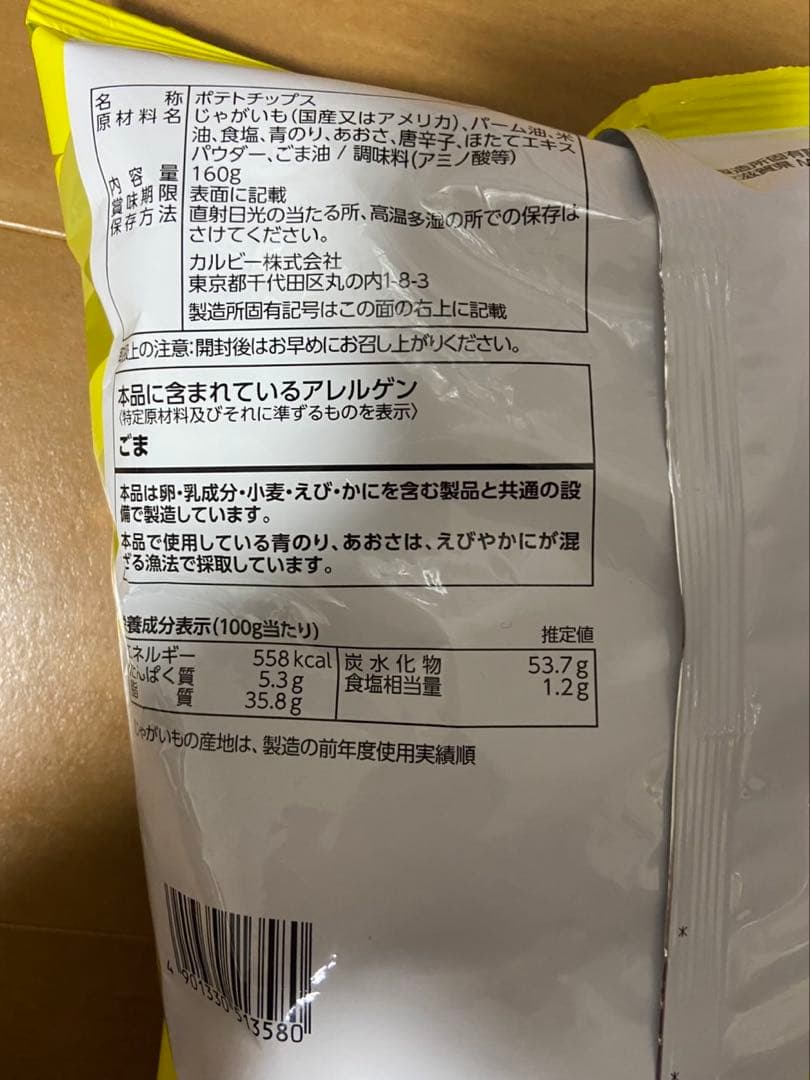 名称 ポテトチップス
原材料名 じゃがいも(国産又はアメリカ)、パーム油、米
油、食塩、青のり、あおさ、唐辛子、ほたてエキス
パウダー、ごま油 / 調味料(アミノ酸等)
内容量 160g
賞味期限 表面に記載
保存方法 直射日光の当たる所、高温多湿の所での保存は
さけてください。
カルビー株式会社
東京都千代田区丸の内1-8-3
製造所固有記号はこの面の右上に記載
上の注意:開封後はお早めにお召し上がりください。
本品に含まれているアレルゲン
〈特定原材料及びそれに準ずるものを表示〉
ごま
本品は卵・乳成分・小麦・えび・かにを含む製品と共通の設
備で製造しています。
本品で使用している青のり、あおさは、えびやかにが混
ざる漁法で採取しています。
養成分表示(100g当たり) 推定値
エネルギー 558kcal 炭水化物 53.7g
たんぱく質 5.3g 食塩相当量 1.2g
脂質 35.8g
じゃがいもの産地は、製造の前年度使用実績順
4 901330 513580
製造所固有
滋賀県